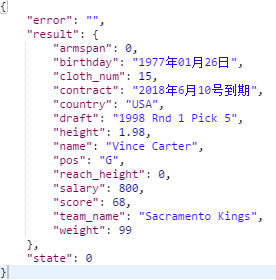 {
"error": "",
"result": {
"armspan": 0,
"birthday": "1977年01月26日",
"cloth_num": 15,
"contract": "2018年6月10号到期",
"country": "USA",
"draft": "1998 Rnd 1 Pick 5",
"height": 1.98,
"name": "Vince Carter",
"pos": "G",
"reach_height": 0,
"salary": 800,
"score": 68,
"team_name": "Sacramento Kings",
"weight": 99
},
"state": 0
}